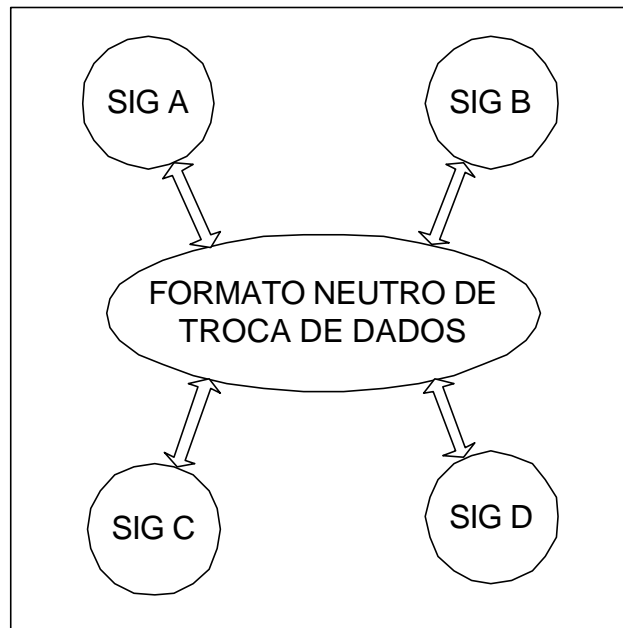 SIG A
SIG B
FORMATO NEUTRO DE
TROCA DE DADOS
SIG C
SIG D